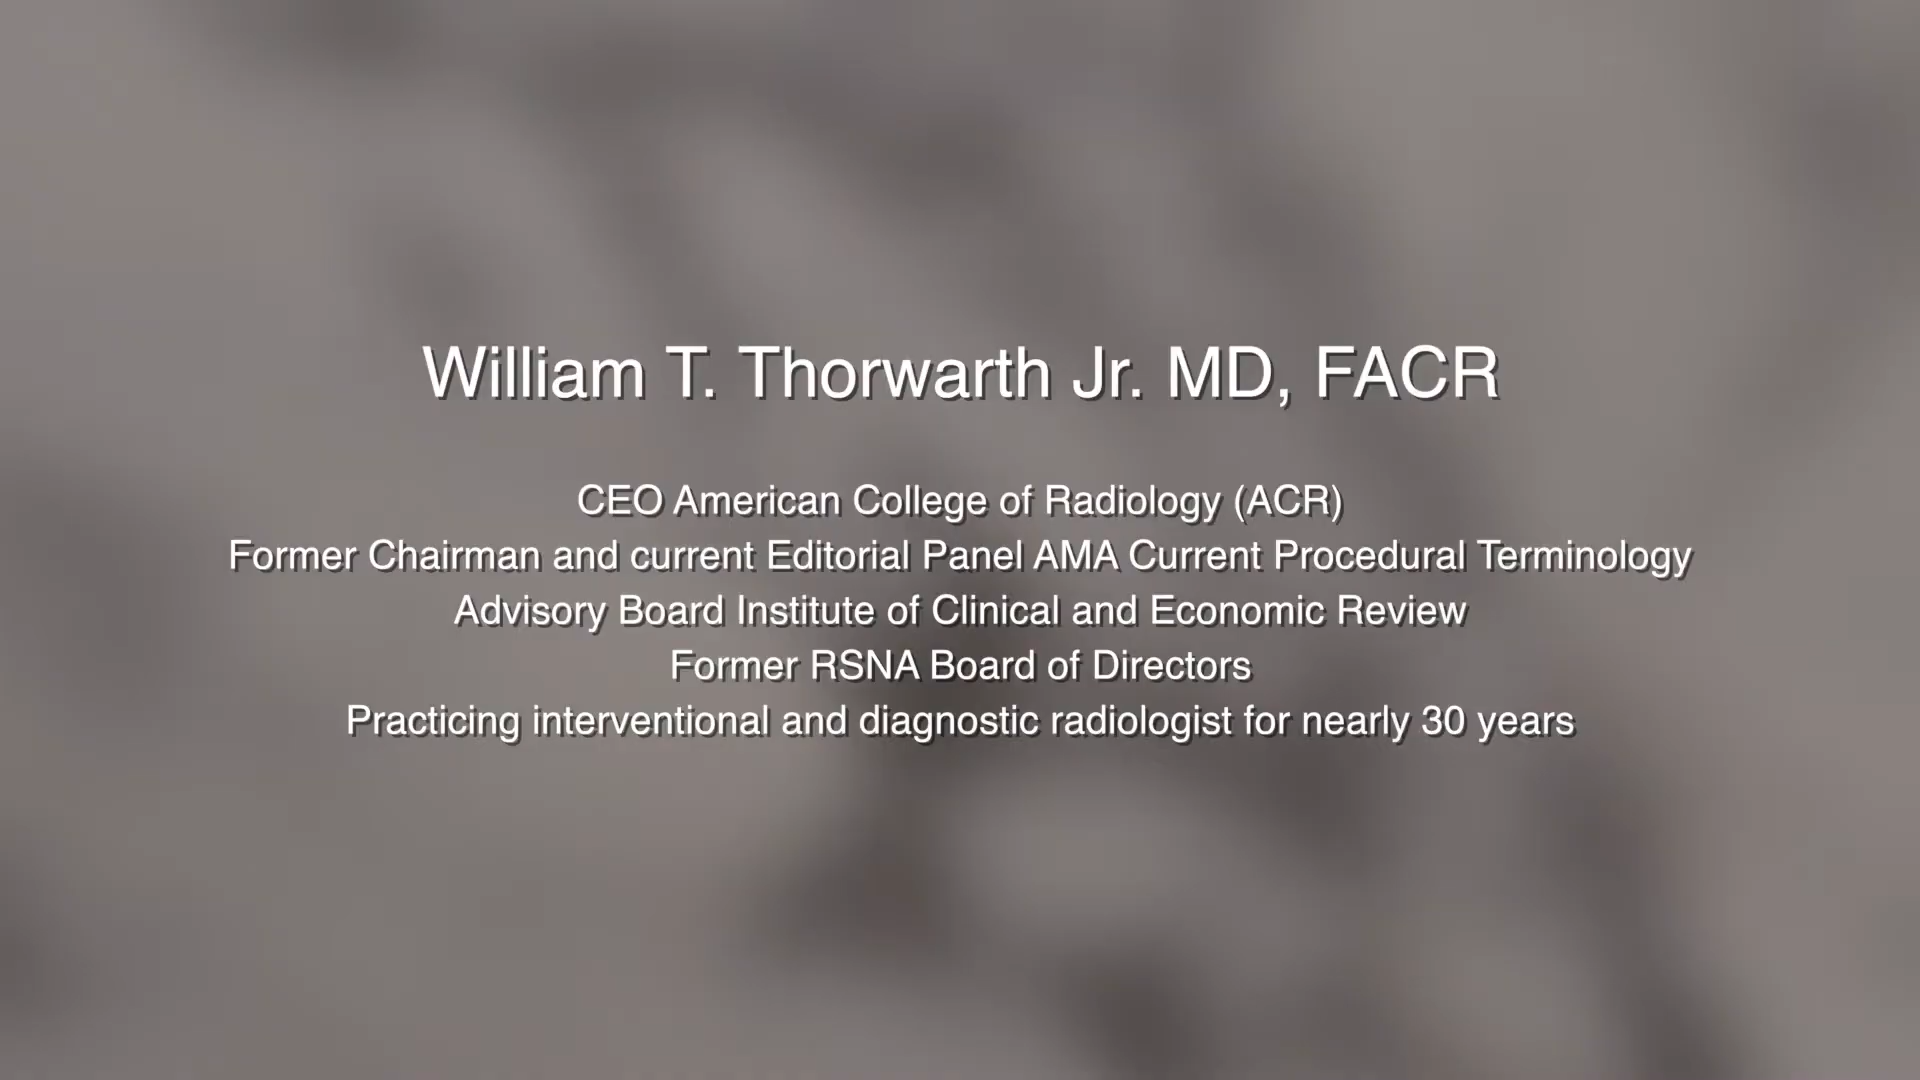 William T. Thorwarth Jr. MD, FACR
CEO American College of Radiology (ACR)
Former Chairman and current Editorial Panel AMA Current Procedural Terminology
Advisory Board Institute of Clinical and Economic Review
Former RSNA Board of Directors
Practicing interventional and diagnostic radiologist for nearly 30 years